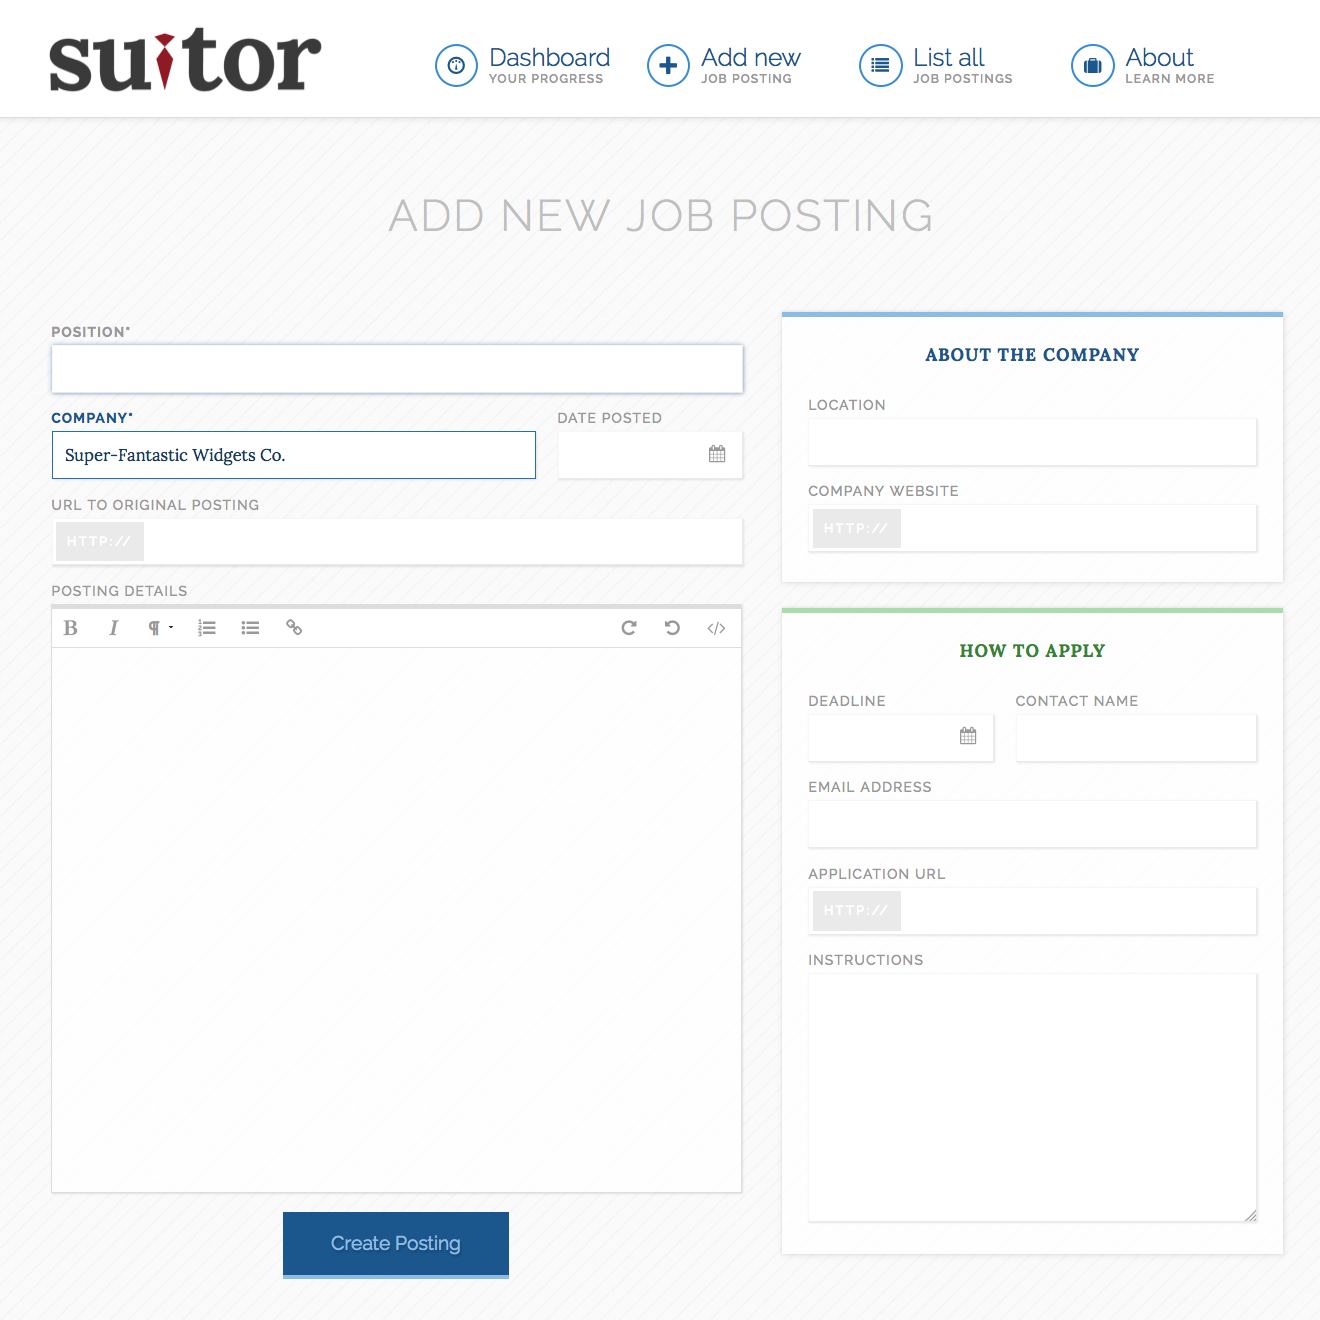 suitor
Dashboard
YOUR PROGRESS
Add new
JOB POSTING
List all
JOB POSTINGS
About
LEARN MORE
ADD NEW JOB POSTING
POSITION*
COMPANY*
Super-Fantastic Widgets Co.
DATE POSTED
URL TO ORIGINAL POSTING
HTTP://
POSTING DETAILS
B I ¶ </>
Create Posting
ABOUT THE COMPANY
LOCATION
COMPANY WEBSITE
HTTP://
HOW TO APPLY
DEADLINE
CONTACT NAME
EMAIL ADDRESS
APPLICATION URL
HTTP://
INSTRUCTIONS